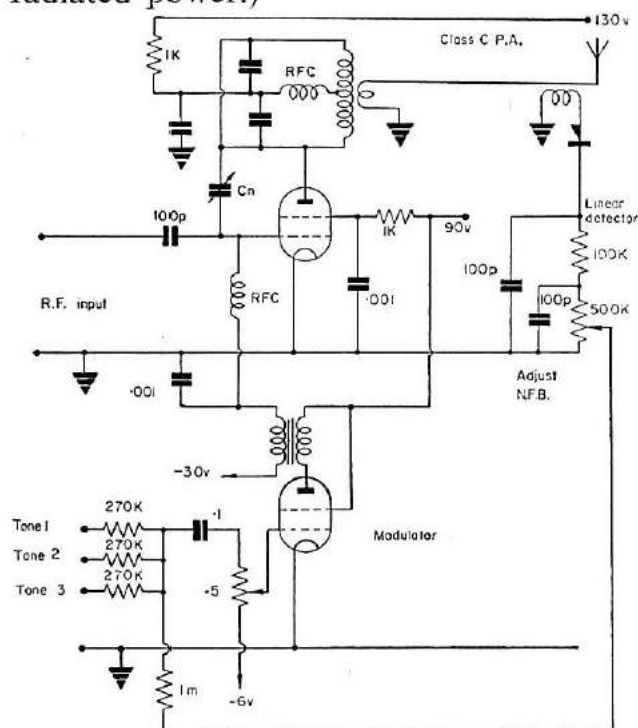 radiated power.)
130v
Class C P.A.
1K
RFC
Cn
100p
1K
90v
Linear
detector
100K
100p
100p
500K
RFC
·001
R.F. input
·001
Adjust
N.F.B.
-30v
270K
Tone 1
·1
270K
Tone 2
Modulator
270K
Tone 3
·5
1m
-6v